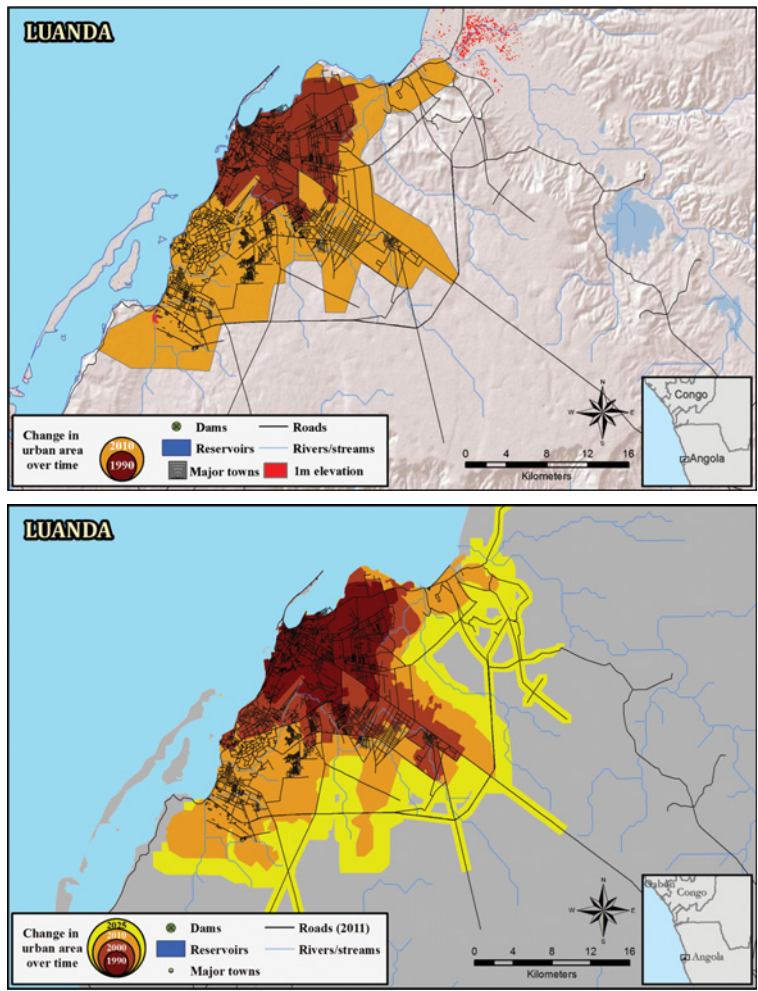 LUANDA
Congo
Angola
N
W
E
S
0 4 8 12 16
Kilometers
Change in
urban area
over time
2010
1990
Dams
Reservoirs
Major towns
Roads
Rivers/streams
1m elevation
LUANDA
Gabon
Congo
Angola
N
W
E
S
0 4 8 12 16
Kilometers
Change in
urban area
over time
2025
2010
2000
1990
Dams
Reservoirs
Major towns
Roads (2011)
Rivers/streams